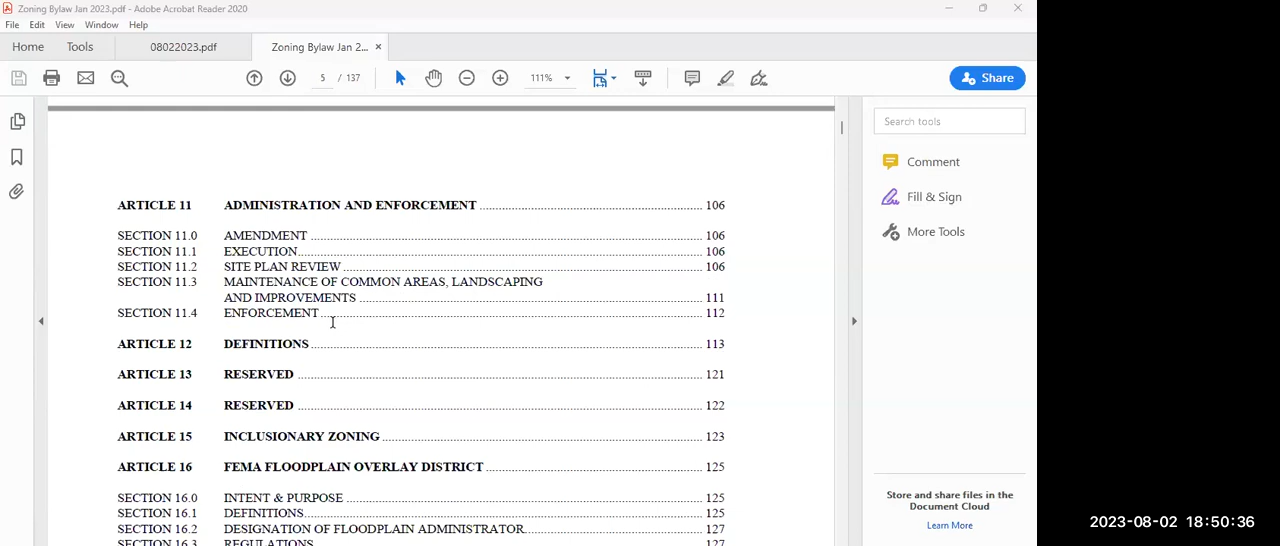 Zoning Bylaw Jan 2023.pdf - Adobe Acrobat Reader 2020
File Edit View Window Help
Home Tools 08022023.pdf Zoning Bylaw Jan 2... ×
5 / 137 111% Share
Search tools
Comment
Fill & Sign
More Tools
ARTICLE 11 ADMINISTRATION AND ENFORCEMENT 106
SECTION 11.0 AMENDMENT 106
SECTION 11.1 EXECUTION 106
SECTION 11.2 SITE PLAN REVIEW 106
SECTION 11.3 MAINTENANCE OF COMMON AREAS, LANDSCAPING
AND IMPROVEMENTS 111
SECTION 11.4 ENFORCEMENT 112
ARTICLE 12 DEFINITIONS 113
ARTICLE 13 RESERVED 121
ARTICLE 14 RESERVED 122
ARTICLE 15 INCLUSIONARY ZONING 123
ARTICLE 16 FEMA FLOODPLAIN OVERLAY DISTRICT 125
SECTION 16.0 INTENT & PURPOSE 125
SECTION 16.1 DEFINITIONS 125
SECTION 16.2 DESIGNATION OF FLOODPLAIN ADMINISTRATOR 127
SECTION 16.3 REGULATIONS 127
Store and share files in the
Document Cloud
Learn More
2023-08-02 18:50:36